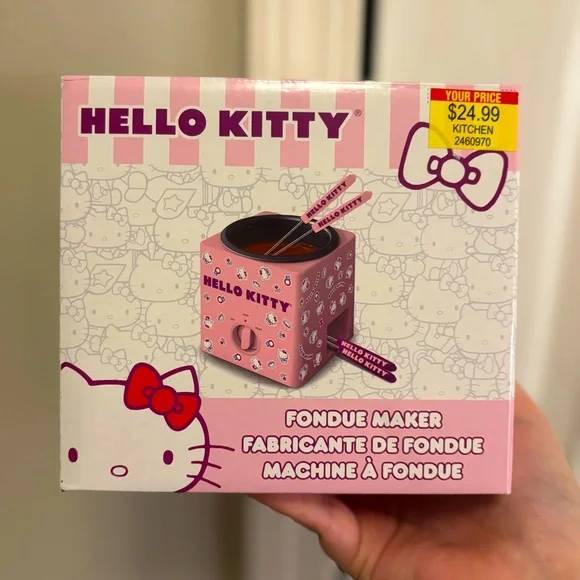 HELLO KITTY®
YOUR PRICE
$24.99
KITCHEN
2460970
HELLO KITTY
HELLO KITTY
HELLO KITTY
HELLO KITTY
HELLO KITTY
FONDUE MAKER
FABRICANTE DE FONDUE
MACHINE À FONDUE